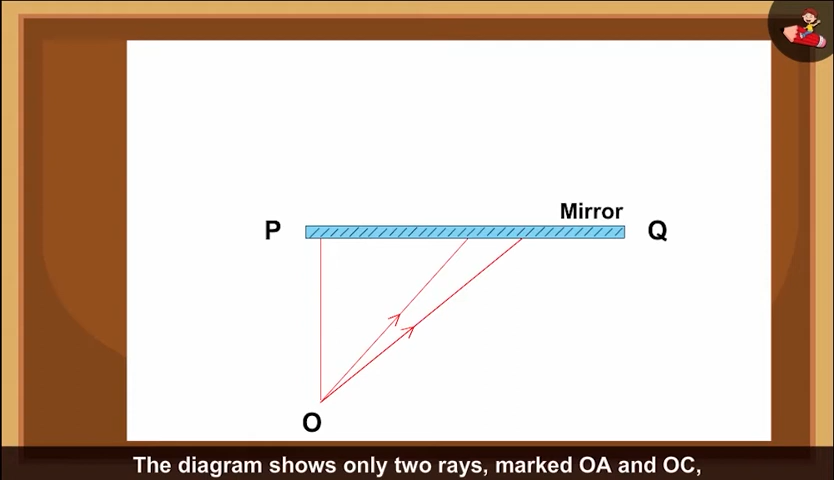 Mirror
P
Q
O
The diagram shows only two rays, marked OA and OC,